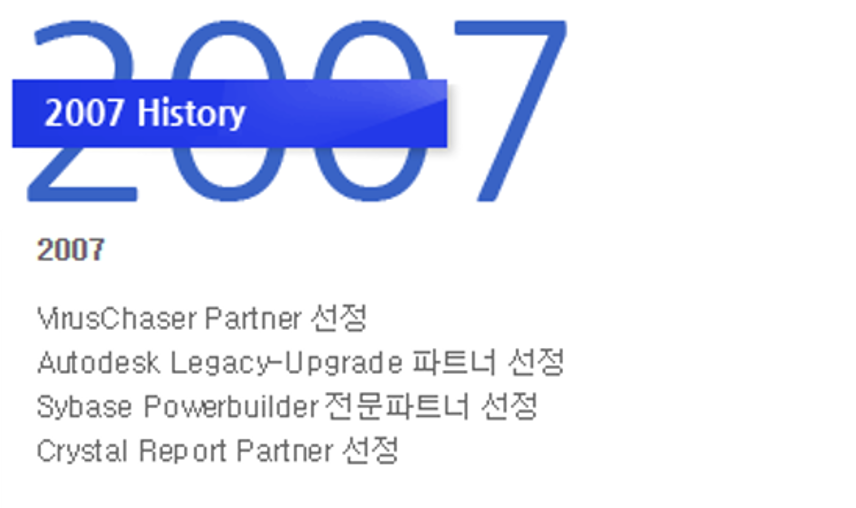 2007
2007 History
2007
VirusChaser Partner 선정
Autodesk Legacy-Upgrade 파트너 선정
Sybase Powerbuilder 전문파트너 선정
Crystal Report Partner 선정